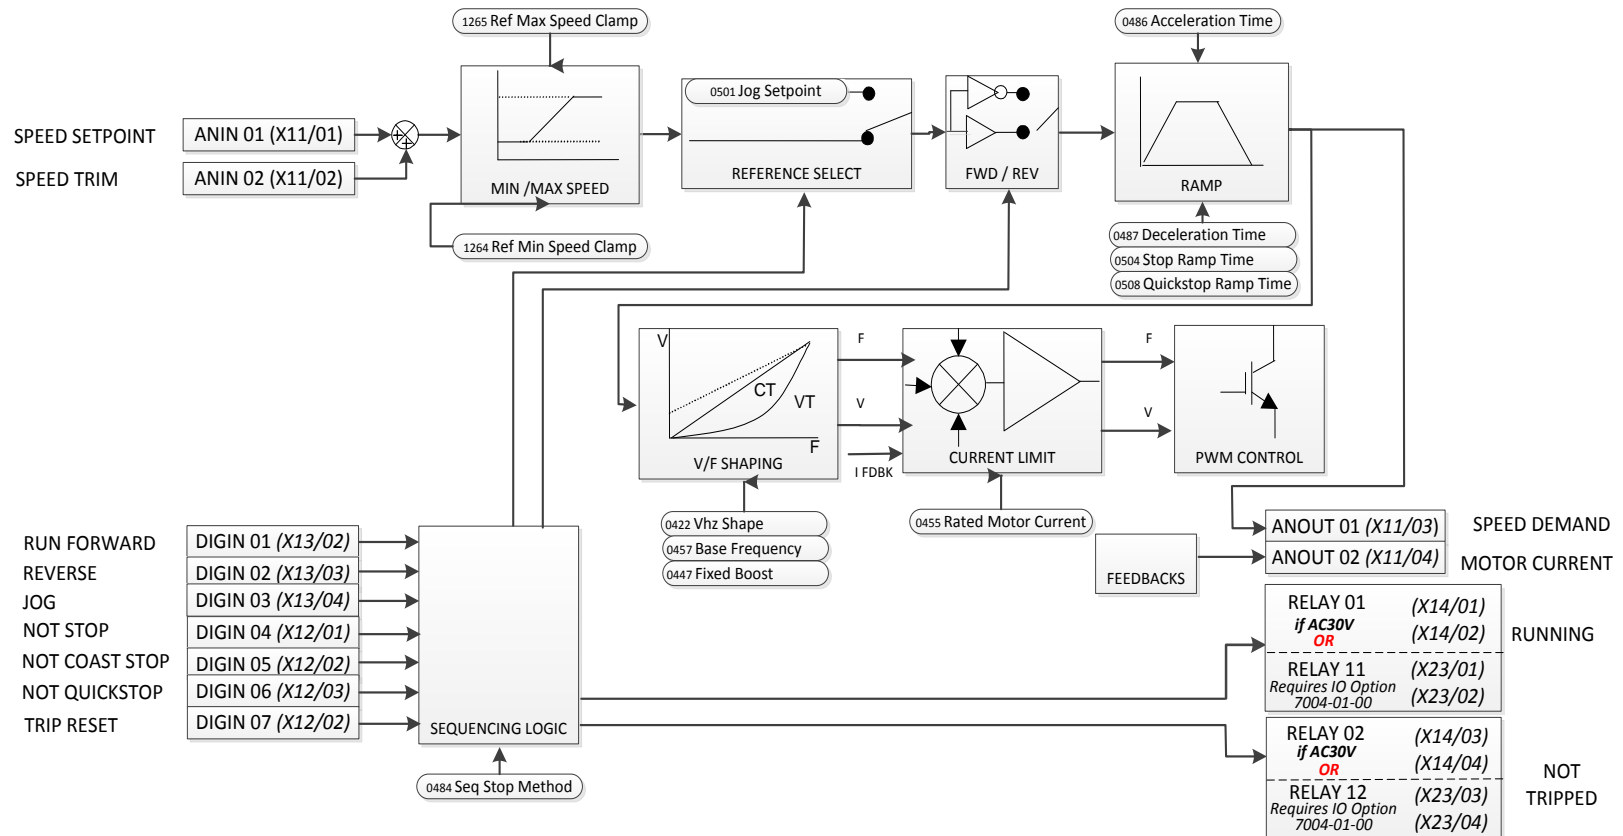 1265 Ref Max Speed Clamp
0486 Acceleration Time
0501 Jog Setpoint
SPEED SETPOINT
ANIN 01 (X11/01)
+
+
SPEED TRIM
ANIN 02 (X11/02)
MIN /MAX SPEED
REFERENCE SELECT
FWD / REV
RAMP
1264 Ref Min Speed Clamp
0487 Deceleration Time
0504 Stop Ramp Time
0508 Quickstop Ramp Time
V
CT
VT
F
V/F SHAPING
F
V
I FDBK
CURRENT LIMIT
F
V
PWM CONTROL
0422 Vhz Shape
0457 Base Frequency
0447 Fixed Boost
0455 Rated Motor Current
FEEDBACKS
ANOUT 01 (X11/03)
SPEED DEMAND
ANOUT 02 (X11/04)
MOTOR CURRENT
RUN FORWARD
DIGIN 01 (X13/02)
REVERSE
DIGIN 02 (X13/03)
JOG
DIGIN 03 (X13/04)
NOT STOP
DIGIN 04 (X12/01)
NOT COAST STOP
DIGIN 05 (X12/02)
NOT QUICKSTOP
DIGIN 06 (X12/03)
TRIP RESET
DIGIN 07 (X12/02)
SEQUENCING LOGIC
0484 Seq Stop Method
RELAY 01
if AC30V
OR
(X14/01)
(X14/02)
RUNNING
RELAY 11
Requires IO Option
7004-01-00
(X23/01)
(X23/02)
RELAY 02
if AC30V
OR
(X14/03)
(X14/04)
NOT
TRIPPED
RELAY 12
Requires IO Option
7004-01-00
(X23/03)
(X23/04)